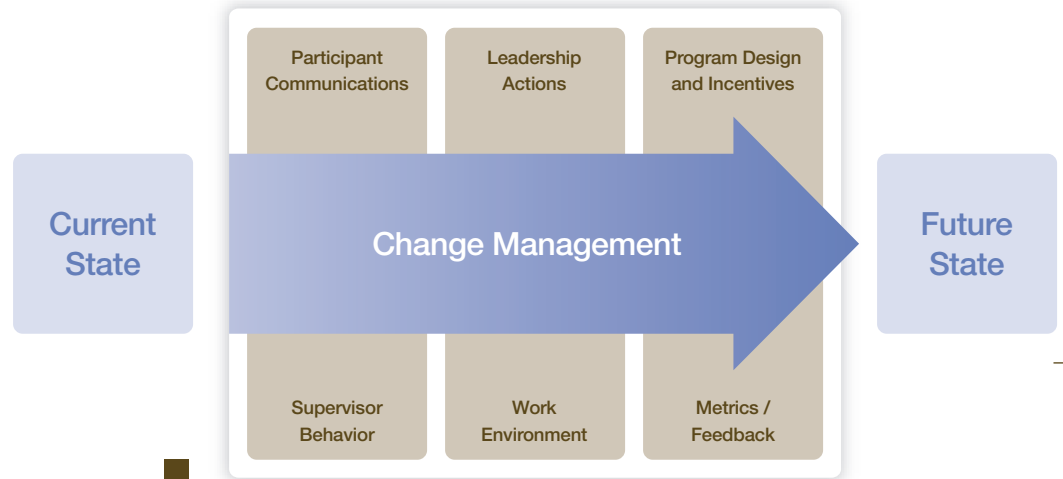 Participant
Communications
Leadership
Actions
Program Design
and Incentives
Current
State
Change Management
Future
State
Supervisor
Behavior
Work
Environment
Metrics /
Feedback